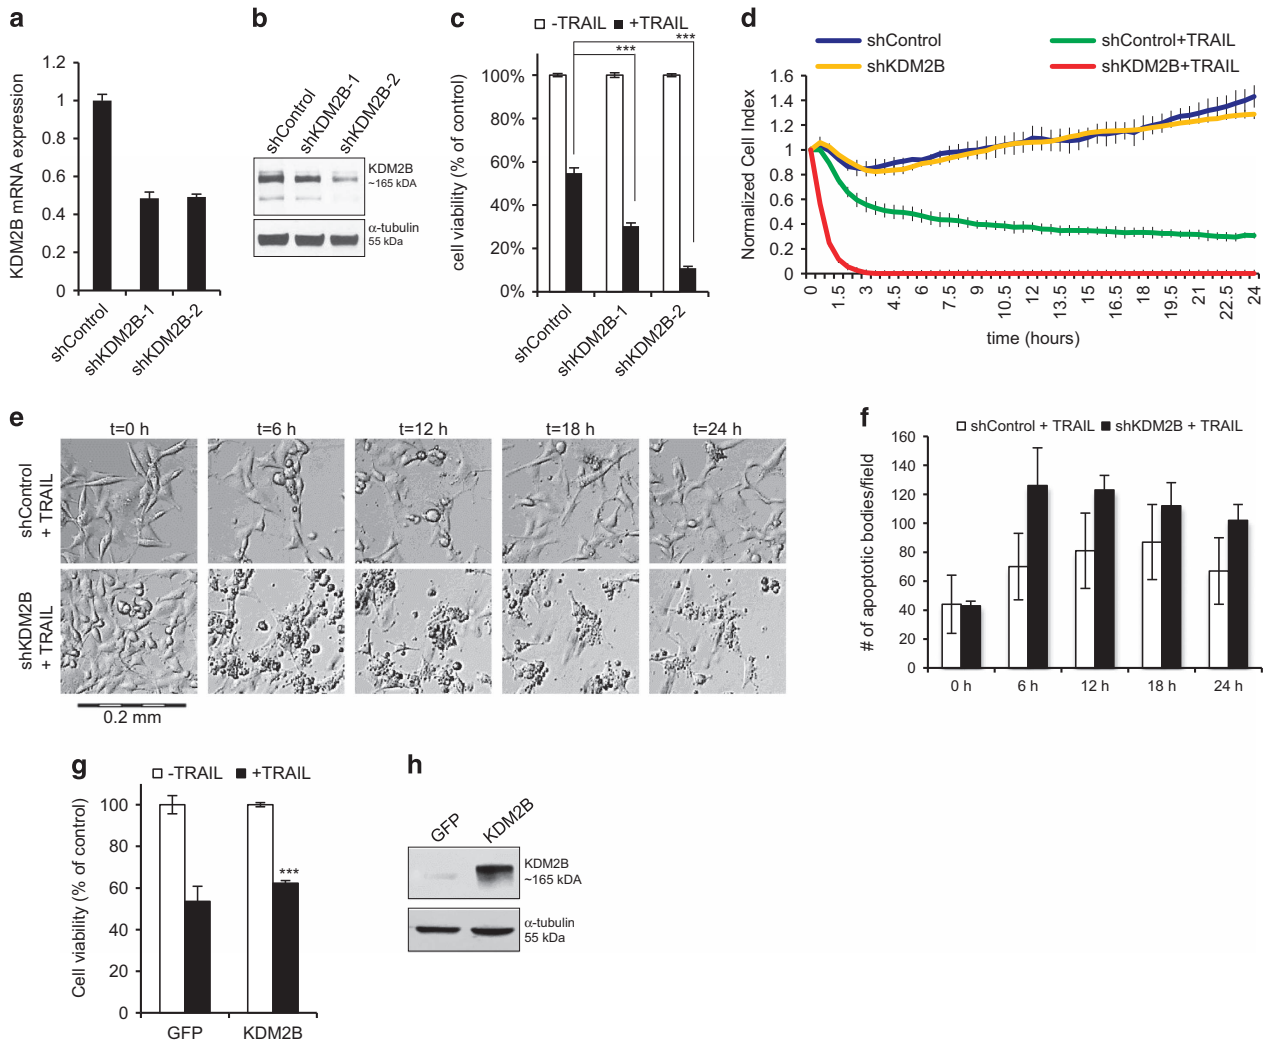 a
KDM2B mRNA expression
1.2
1
0.8
0.6
0.4
0.2
0
shControl
shKDM2B-1
shKDM2B-2
b
shControl
shKDM2B-1
shKDM2B-2
KDM2B
~165 kDA
α-tubulin
55 kDa
c
-TRAIL +TRAIL
***
***
cell viability (% of control)
100%
80%
60%
40%
20%
0%
shControl
shKDM2B-1
shKDM2B-2
d
shControl shControl+TRAIL
shKDM2B shKDM2B+TRAIL
Normalized Cell Index
1.6
1.4
1.2
1
0.8
0.6
0.4
0.2
0
0 1.5 3 4.5 6 7.5 9 10.5 12 13.5 15 16.5 18 19.5 21 22.5 24
time (hours)
e
t=0 h t=6 h t=12 h t=18 h t=24 h
shControl
+ TRAIL
shKDM2B
+ TRAIL
0.2 mm
f
shControl + TRAIL shKDM2B + TRAIL
# of apoptotic bodies/field
160
140
120
100
80
60
40
20
0
0 h 6 h 12 h 18 h 24 h
g
-TRAIL +TRAIL
Cell viability (% of control)
100
80
60
40
20
0
***
GFP KDM2B
h
GFP KDM2B
KDM2B
~165 kDA
α-tubulin
55 kDa